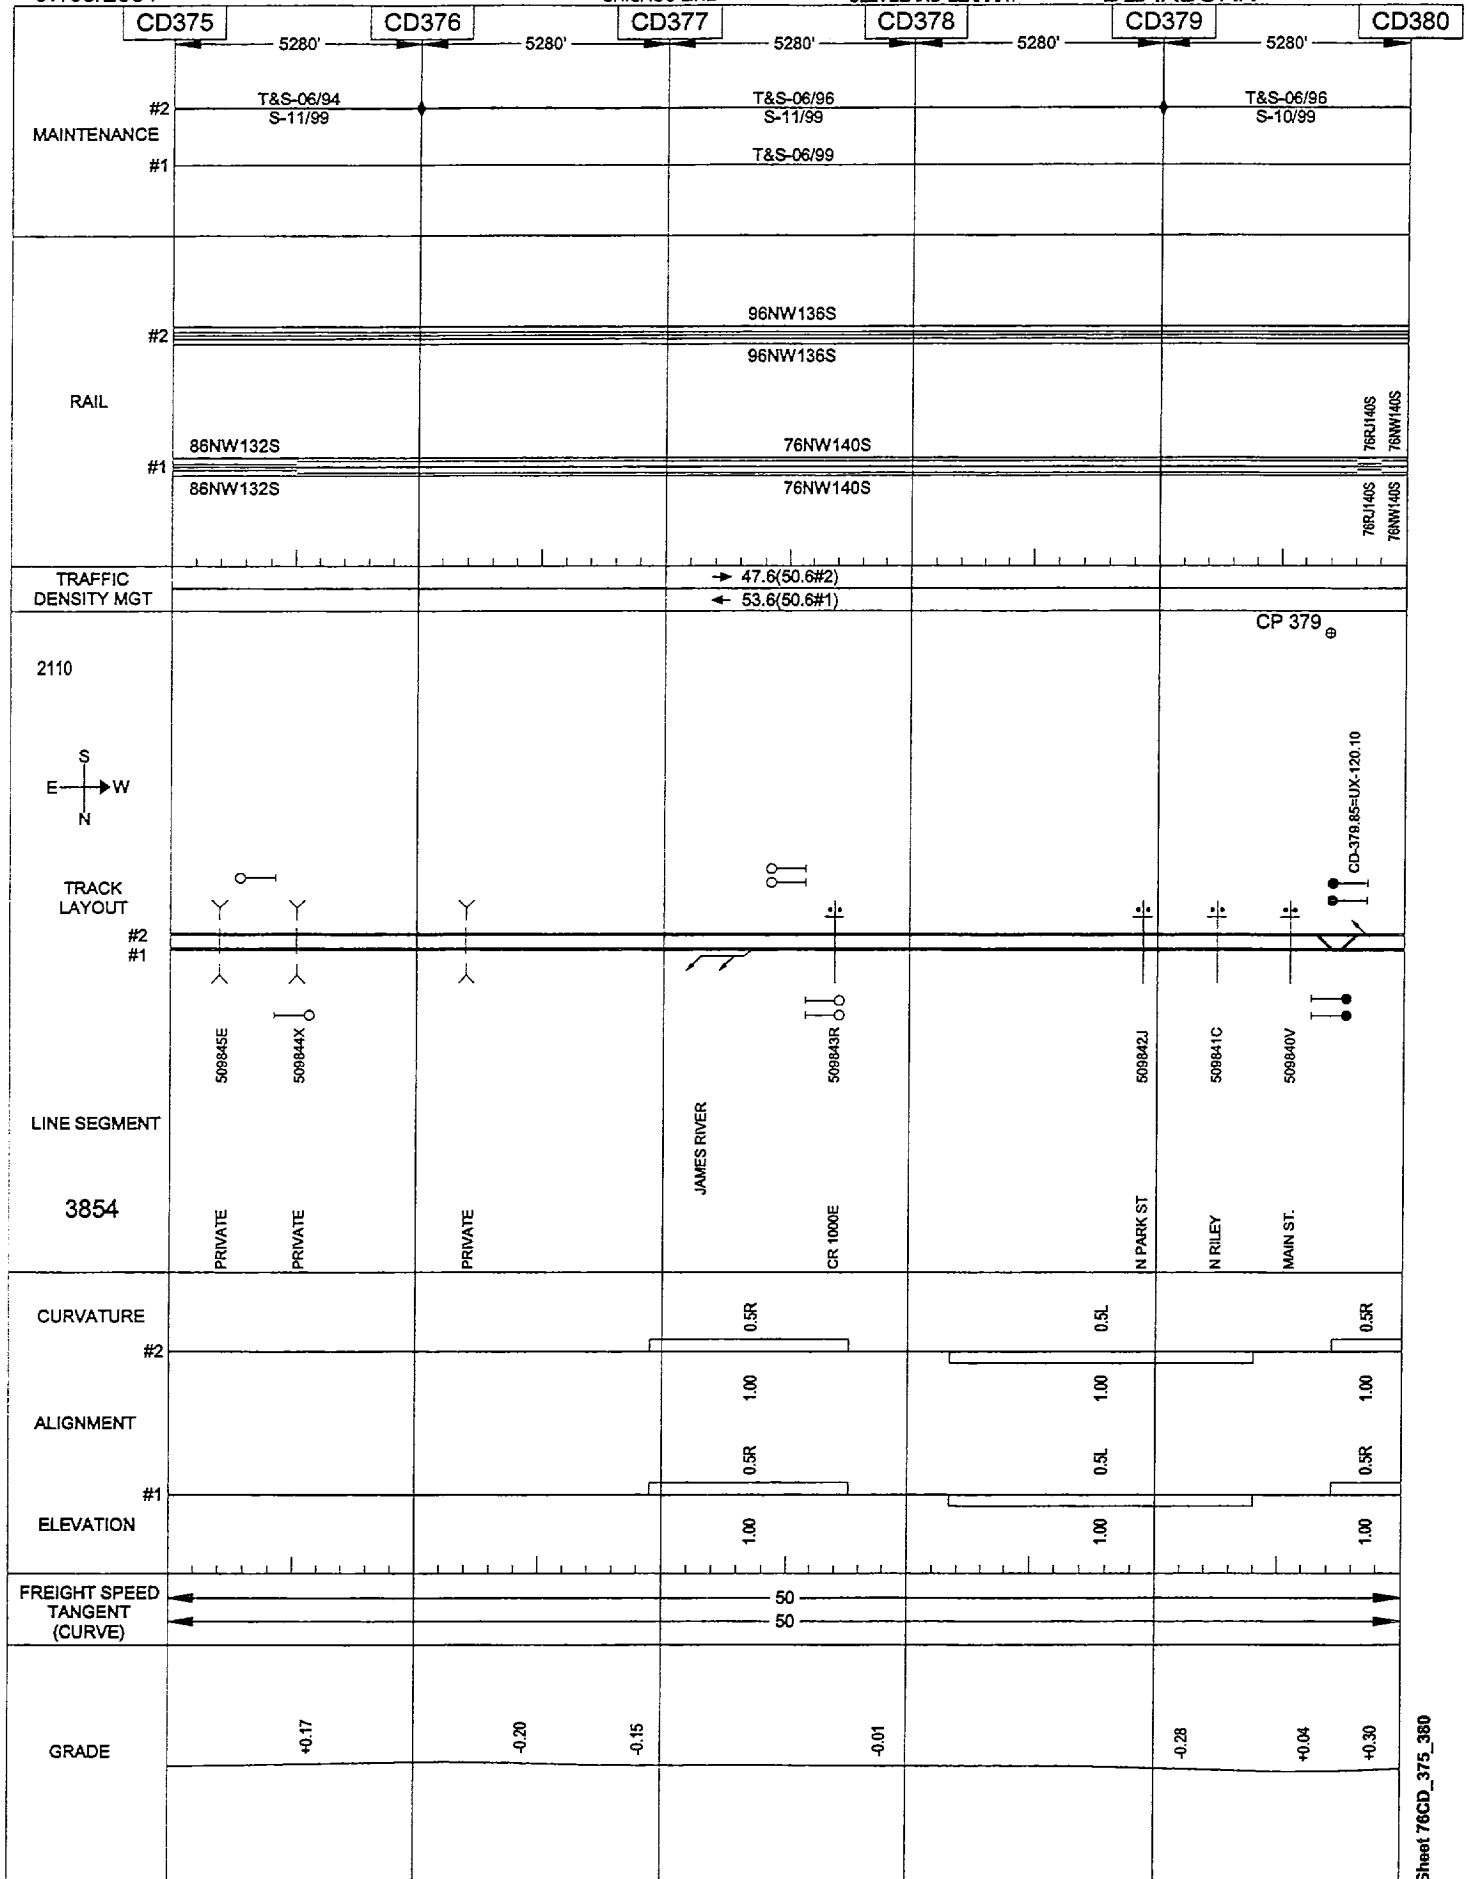 CD375 CD376 CD377 CD378 CD379 CD380
5280' 5280' 5280' 5280' 5280'
MAINTENANCE
#2 T&S-06/94 T&S-06/96 T&S-06/96
S-11/99 S-11/99 S-10/99
#1 T&S-06/99
RAIL
96NW136S
#2
96NW136S
86NW132S 76NW140S 76RJ140S 76NW140S
#1
86NW132S 76NW140S 76RJ140S 76NW140S
TRAFFIC
DENSITY MGT
→ 47.6(50.6#2)
← 53.6(50.6#1)
CP 379
2110
S
E W
N
CD-379.85=UX-120.10
TRACK
LAYOUT
#2
#1
509845E 509844X 509843R 509842J 509841C 509840V
LINE SEGMENT
3854
JAMES RIVER
PRIVATE PRIVATE PRIVATE CR 1000E N PARK ST N RILEY MAIN ST.
CURVATURE 0.5R 0.5L 0.5R
#2
1.00 1.00 1.00
ALIGNMENT
0.5R 0.5L 0.5R
#1
ELEVATION 1.00 1.00 1.00
FREIGHT SPEED
TANGENT
(CURVE)
50
50
GRADE +0.17 -0.20 -0.15 -0.01 -0.28 +0.04 +0.30
Sheet 76CD_375_380